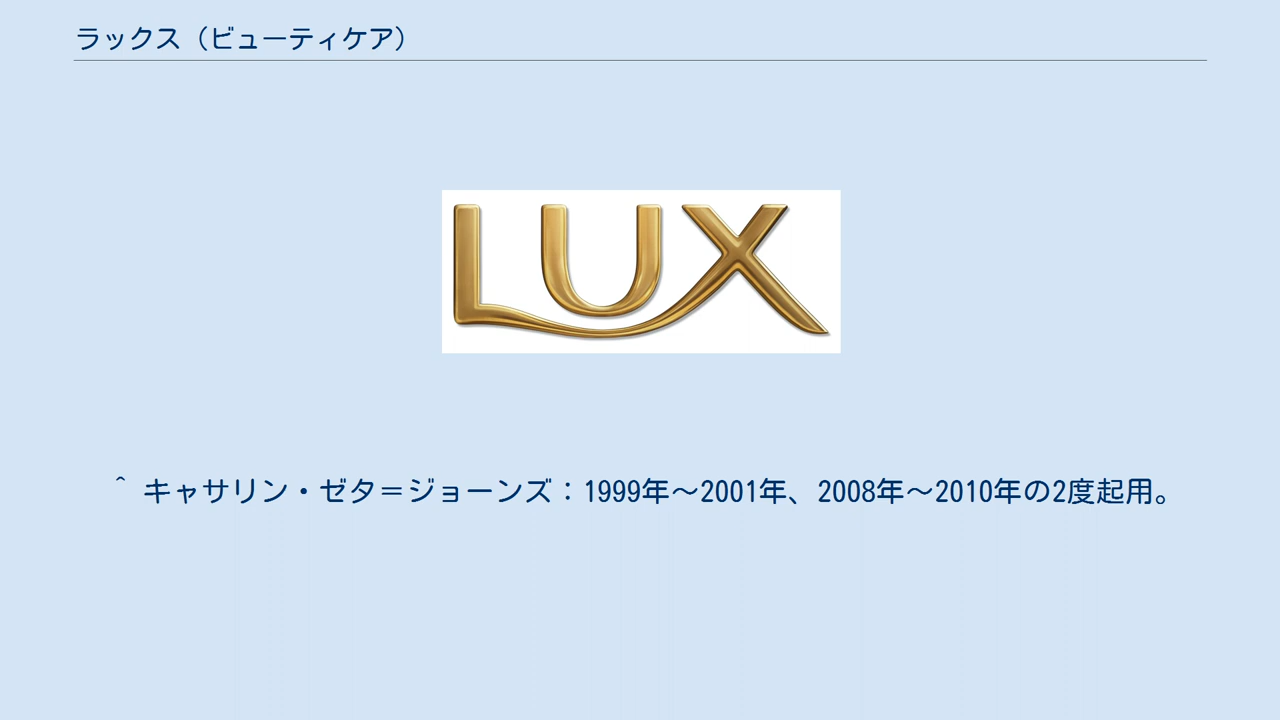 ラックス（ビューティケア）
LUX
^ キャサリン・ゼタ＝ジョーンズ：1999年～2001年、2008年～2010年の2度起用。